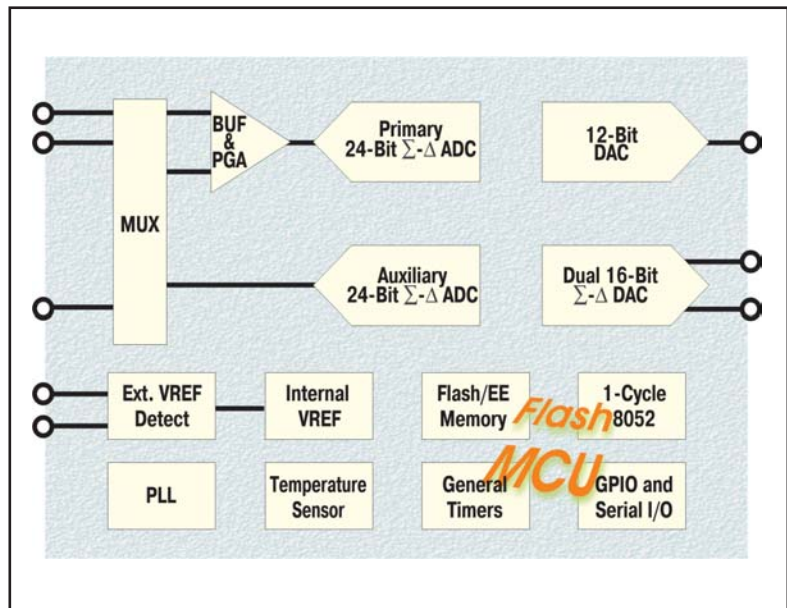 BUF
&
PGA
Primary
24-Bit Σ-Δ ADC
12-Bit
DAC
MUX
Auxiliary
24-Bit Σ-Δ ADC
Dual 16-Bit
Σ-Δ DAC
Ext. VREF
Detect
Internal
VREF
Flash/EE
Memory
1-Cycle
8052
Flash
MCU
PLL
Temperature
Sensor
General
Timers
GPIO and
Serial I/O